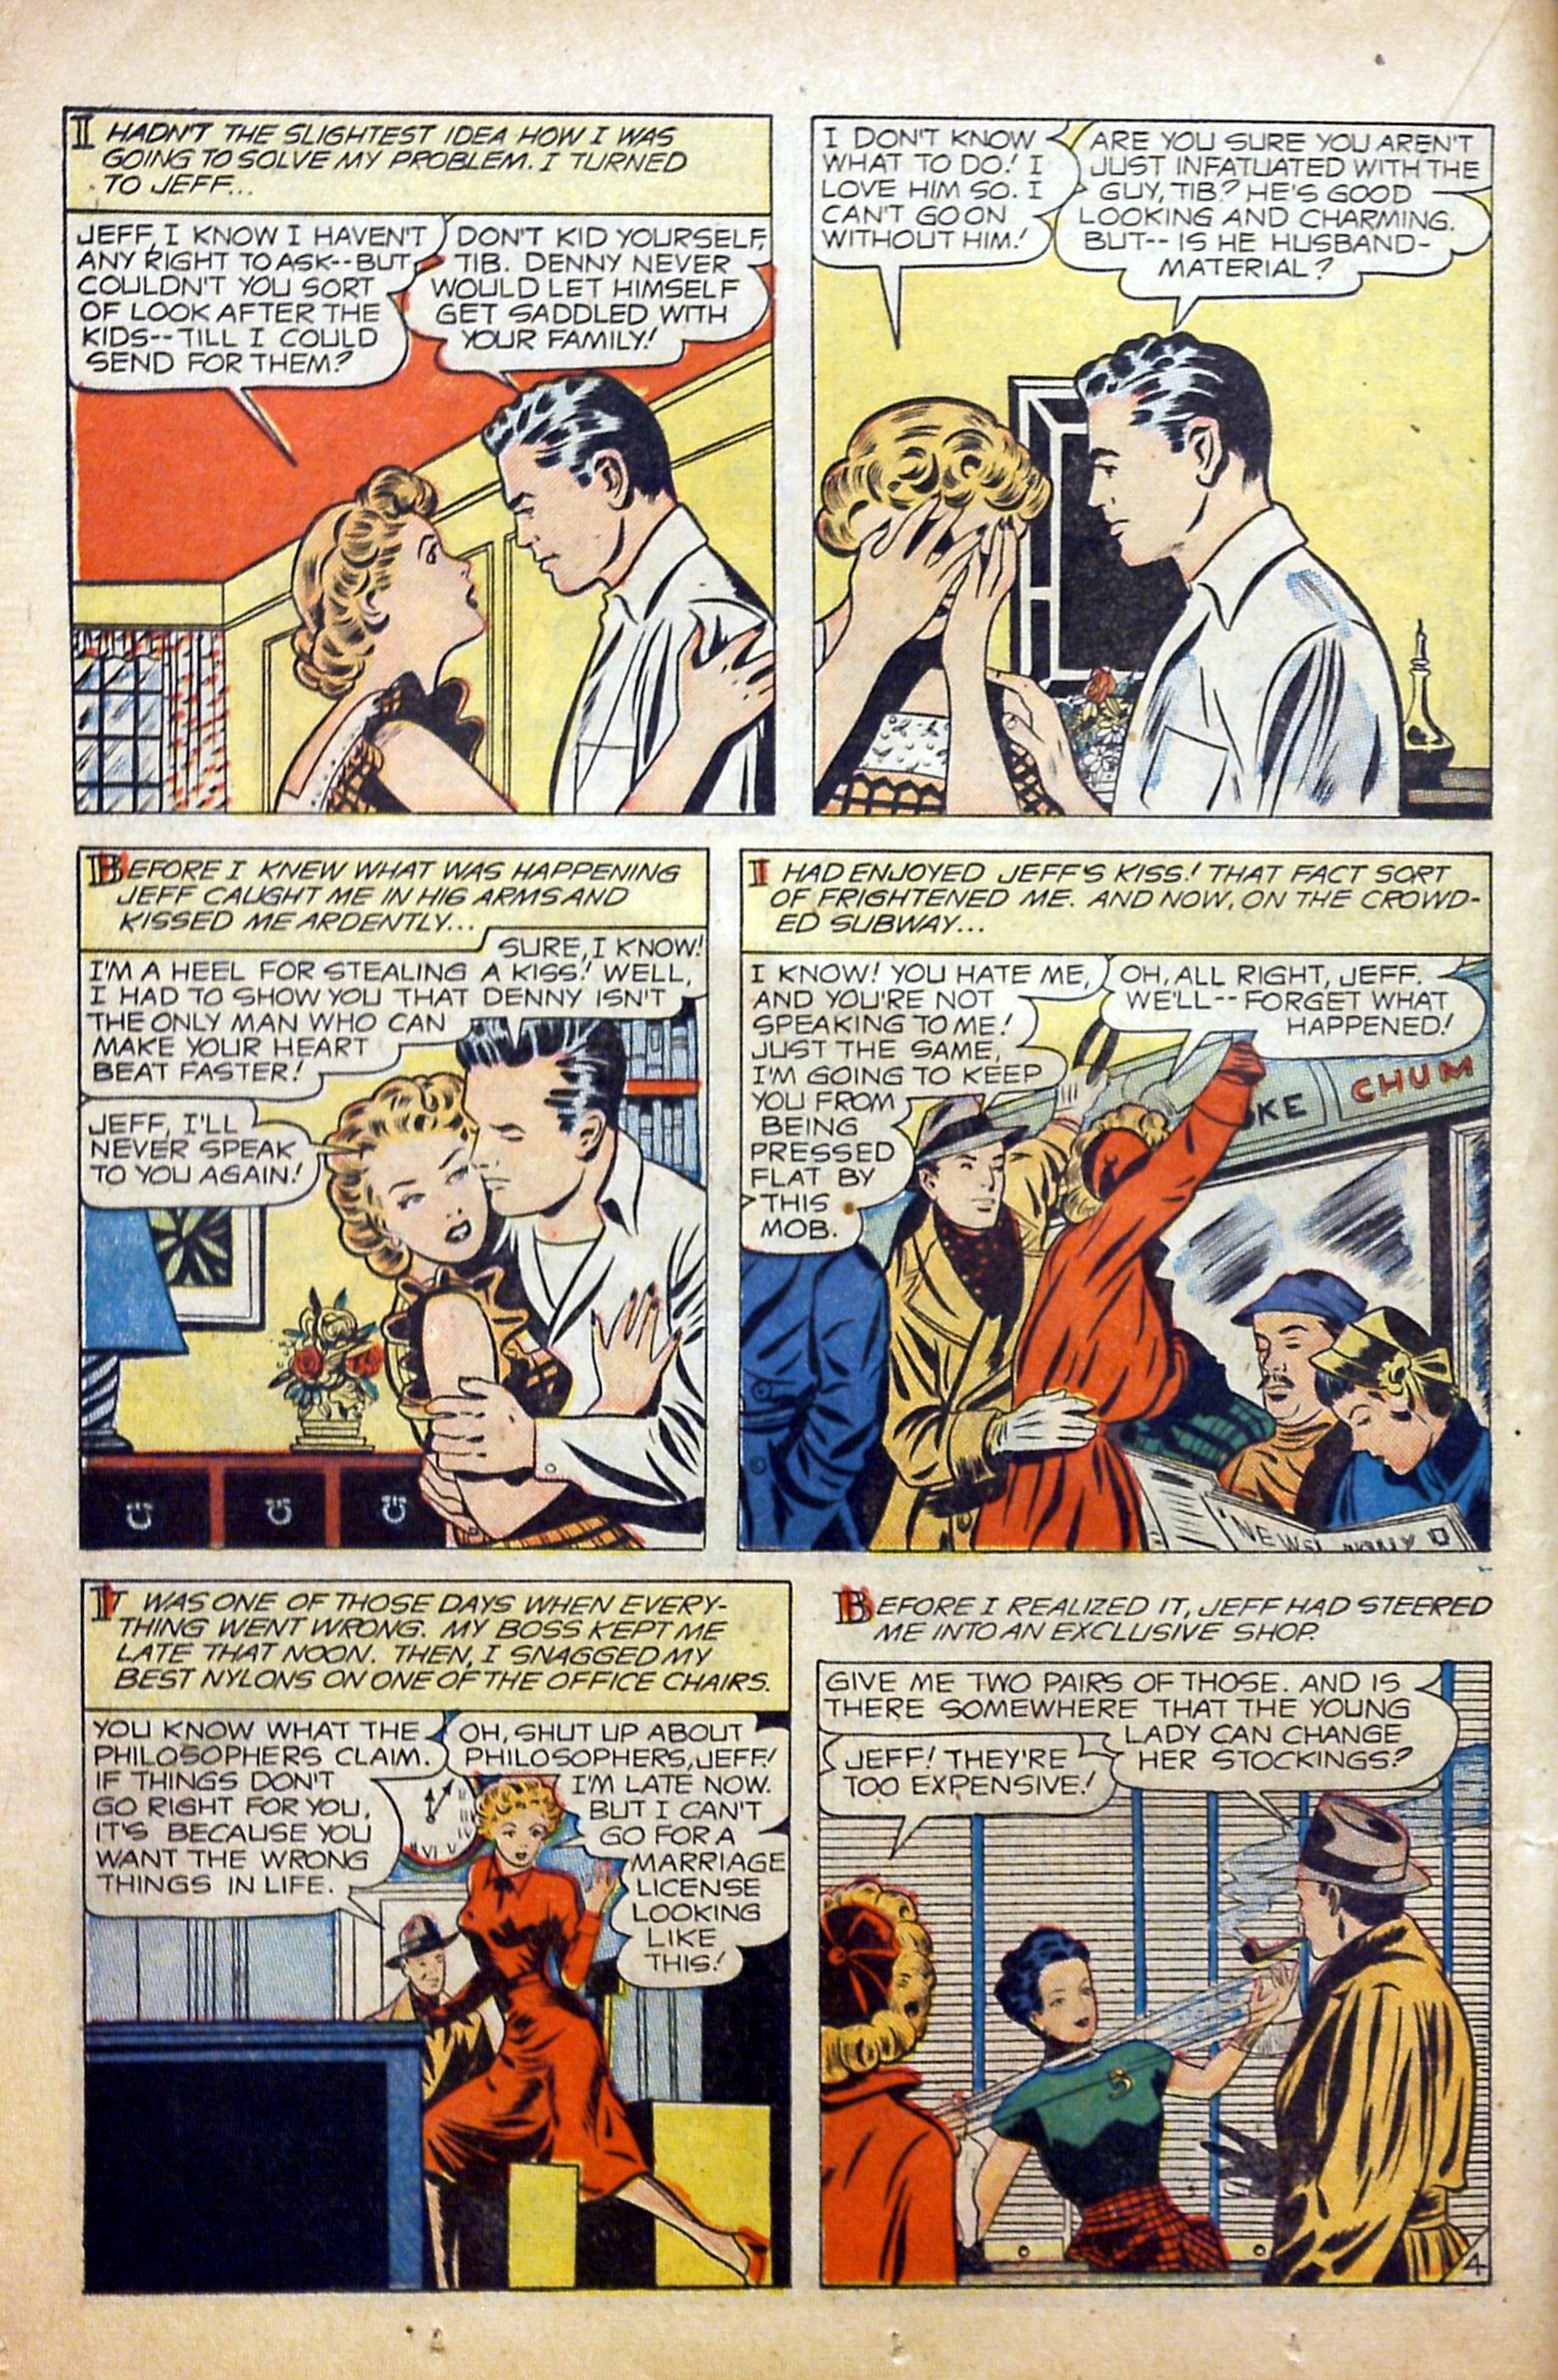 I HADN'T THE SLIGHTEST IDEA HOW I WAS
GOING TO SOLVE MY PROBLEM. I TURNED
TO JEFF...
JEFF, I KNOW I HAVEN'T
ANY RIGHT TO ASK--BUT
COULDN'T YOU SORT
OF LOOK AFTER THE
KIDS--TILL I COULD
SEND FOR THEM?
DON'T KID YOURSELF,
TIB. DENNY NEVER
WOULD LET HIMSELF
GET SADDLED WITH
YOUR FAMILY!
I DON'T KNOW
WHAT TO DO! I
LOVE HIM SO. I
CAN'T GO ON
WITHOUT HIM!
ARE YOU SURE YOU AREN'T
JUST INFATUATED WITH THE
GUY, TIB? HE'S GOOD
LOOKING AND CHARMING.
BUT-- IS HE HUSBAND-
MATERIAL?
BEFORE I KNEW WHAT WAS HAPPENING
JEFF CAUGHT ME IN HIS ARMS AND
KISSED ME ARDENTLY...
SURE, I KNOW!
I'M A HEEL FOR STEALING A KISS! WELL,
I HAD TO SHOW YOU THAT DENNY ISN'T
THE ONLY MAN WHO CAN
MAKE YOUR HEART
BEAT FASTER!
JEFF, I'LL
NEVER SPEAK
TO YOU AGAIN!
I HAD ENJOYED JEFF'S KISS! THAT FACT SORT
OF FRIGHTENED ME. AND NOW, ON THE CROWD-
ED SUBWAY...
I KNOW! YOU HATE ME,
AND YOU'RE NOT
SPEAKING TO ME!
JUST THE SAME,
I'M GOING TO KEEP
YOU FROM
BEING
PRESSED
FLAT BY
THIS
MOB.
OH, ALL RIGHT, JEFF.
WE'LL-- FORGET WHAT
HAPPENED!
OKE
CHUM
NEWS
IT WAS ONE OF THOSE DAYS WHEN EVERY-
THING WENT WRONG. MY BOSS KEPT ME
LATE THAT NOON. THEN, I SNAGGED MY
BEST NYLONS ON ONE OF THE OFFICE CHAIRS.
YOU KNOW WHAT THE
PHILOSOPHERS CLAIM.
IF THINGS DON'T
GO RIGHT FOR YOU,
IT'S BECAUSE YOU
WANT THE WRONG
THINGS IN LIFE.
OH, SHUT UP ABOUT
PHILOSOPHERS, JEFF!
I'M LATE NOW.
BUT I CAN'T
GO FOR A
MARRIAGE
LICENSE
LOOKING
LIKE
THIS!
BEFORE I REALIZED IT, JEFF HAD STEERED
ME INTO AN EXCLUSIVE SHOP.
GIVE ME TWO PAIRS OF THOSE. AND IS
THERE SOMEWHERE THAT THE YOUNG
LADY CAN CHANGE
HER STOCKINGS?
JEFF! THEY'RE
TOO EXPENSIVE!
4